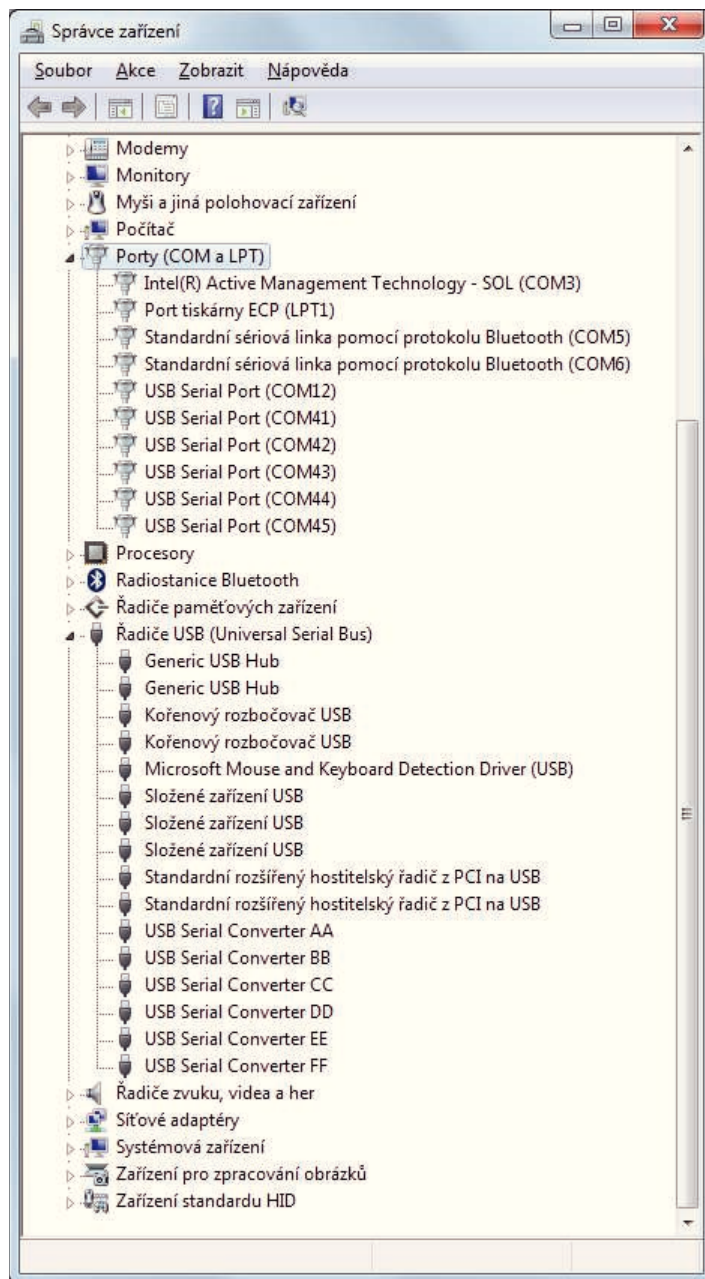 Správce zařízení
Soubor Akce Zobrazit Nápověda
Modemy
Monitory
Myši a jiná polohovací zařízení
Počítač
Porty (COM a LPT)
Intel(R) Active Management Technology - SOL (COM3)
Port tiskárny ECP (LPT1)
Standardní sériová linka pomocí protokolu Bluetooth (COM5)
Standardní sériová linka pomocí protokolu Bluetooth (COM6)
USB Serial Port (COM12)
USB Serial Port (COM41)
USB Serial Port (COM42)
USB Serial Port (COM43)
USB Serial Port (COM44)
USB Serial Port (COM45)
Procesory
Radiostanice Bluetooth
Řadiče paměťových zařízení
Řadiče USB (Universal Serial Bus)
Generic USB Hub
Generic USB Hub
Kořenový rozbočovač USB
Kořenový rozbočovač USB
Microsoft Mouse and Keyboard Detection Driver (USB)
Složené zařízení USB
Složené zařízení USB
Složené zařízení USB
Standardní rozšířený hostitelský řadič z PCI na USB
Standardní rozšířený hostitelský řadič z PCI na USB
USB Serial Converter AA
USB Serial Converter BB
USB Serial Converter CC
USB Serial Converter DD
USB Serial Converter EE
USB Serial Converter FF
Řadiče zvuku, videa a her
Síťové adaptéry
Systémová zařízení
Zařízení pro zpracování obrázků
Zařízení standardu HID